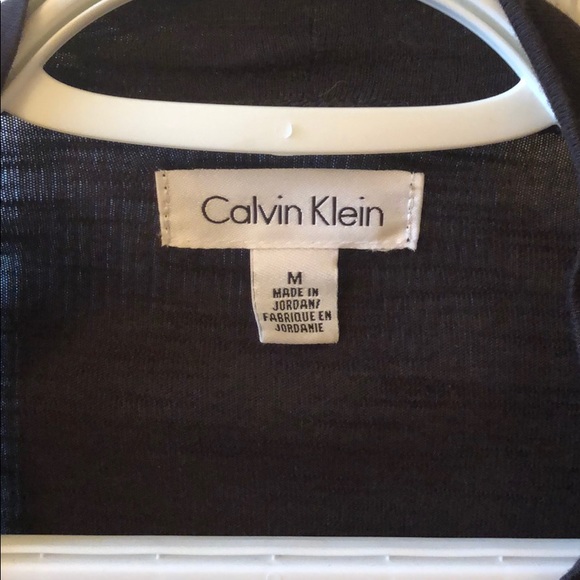 Calvin Klein
M
MADE IN
JORDAN/
FABRIQUE EN
JORDANIE